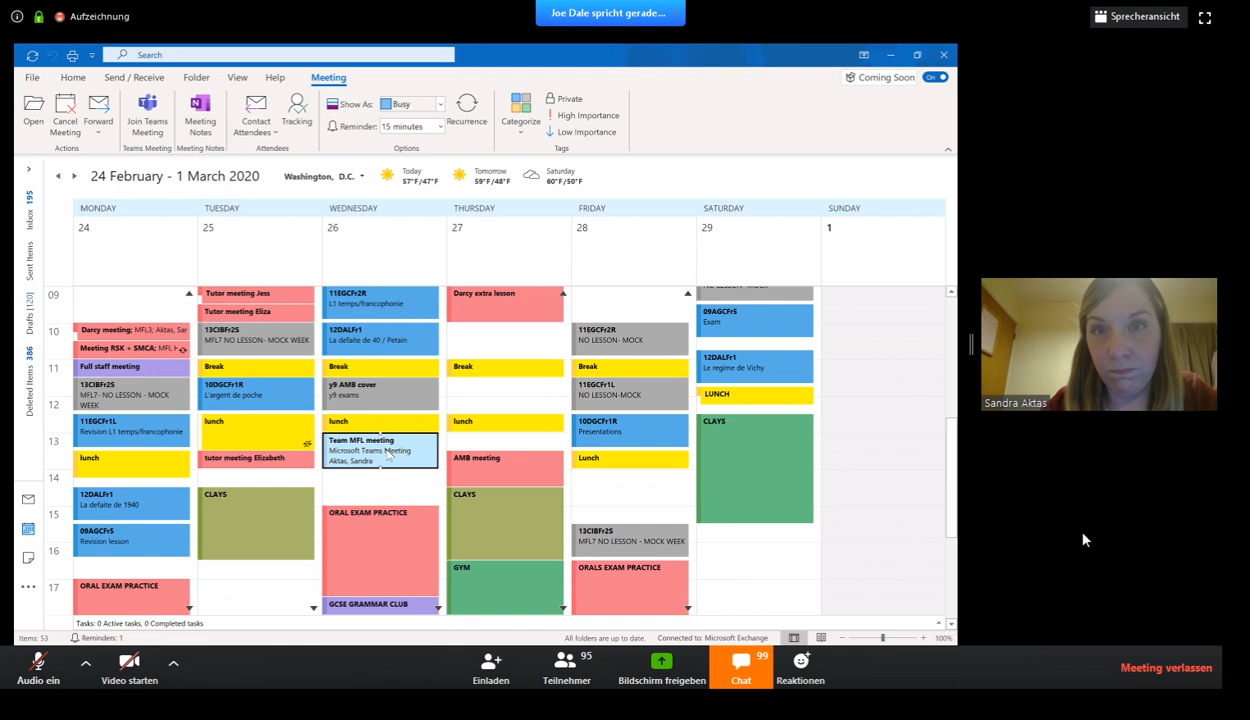 Aufzeichnung
Joe Dale spricht gerade...
Sprecheransicht
Search
File Home Send / Receive Folder View Help Meeting
Coming Soon On
Open
Cancel Meeting
Forward
Actions
Join Teams Meeting
Teams Meeting
Meeting Notes
Meeting Notes
Contact Attendees
Tracking
Attendees
Show As: Busy
Reminder: 15 minutes
Recurrence
Options
Categorize
Private
High Importance
Low Importance
Tags
24 February - 1 March 2020
Washington, D.C.
Today
57°F/47°F
Tomorrow
59°F/48°F
Saturday
60°F/50°F
Inbox 195
Sent Items
Drafts [120]
Deleted Items 386
MONDAY TUESDAY WEDNESDAY THURSDAY FRIDAY SATURDAY SUNDAY
24 25 26 27 28 29 1
09
10
11
12
13
14
15
16
17
Darcy meeting; MFL3; Aktas, Sar
Meeting RSK + SMCA; MFL
Full staff meeting
13CIBFr2S
MFL7- NO LESSON - MOCK
WEEK
11EGCFr1L
Revision L1 temps/francophonie
lunch
12DALFr1
La defaite de 1940
09AGCFr5
Revision lesson
ORAL EXAM PRACTICE
Tutor meeting Jess
Tutor meeting Eliza
13CIBFr2S
MFL7 NO LESSON - MOCK WEEK
Break
10DGCFr1R
L'argent de poche
lunch
tutor meeting Elizabeth
CLAYS
11EGCFr2R
L1 temps/francophonie
12DALFr1
La defaite de 40 / Petain
Break
y9 AMB cover
y9 exams
lunch
Team MFL meeting
Microsoft Teams Meeting
Aktas, Sandra
ORAL EXAM PRACTICE
GCSE GRAMMAR CLUB
Darcy extra lesson
Break
lunch
AMB meeting
CLAYS
GYM
11EGCFr2R
NO LESSON- MOCK
Break
11EGCFr1L
NO LESSON-MOCK
10DGCFr1R
Presentations
Lunch
13CIBFr2S
MFL7 NO LESSON - MOCK WEEK
ORALS EXAM PRACTICE
NO LESSON - MOCK
09AGCFr5
Exam
12DALFr1
Le regime de Vichy
LUNCH
CLAYS
Tasks: 0 Active tasks, 0 Completed tasks
Items: 53
Reminders: 1
All folders are up to date.
Connected to: Microsoft Exchange
100%
Sandra Aktas
Audio ein
Video starten
Einladen
95
Teilnehmer
Bildschirm freigeben
99
Chat
Reaktionen
Meeting verlassen